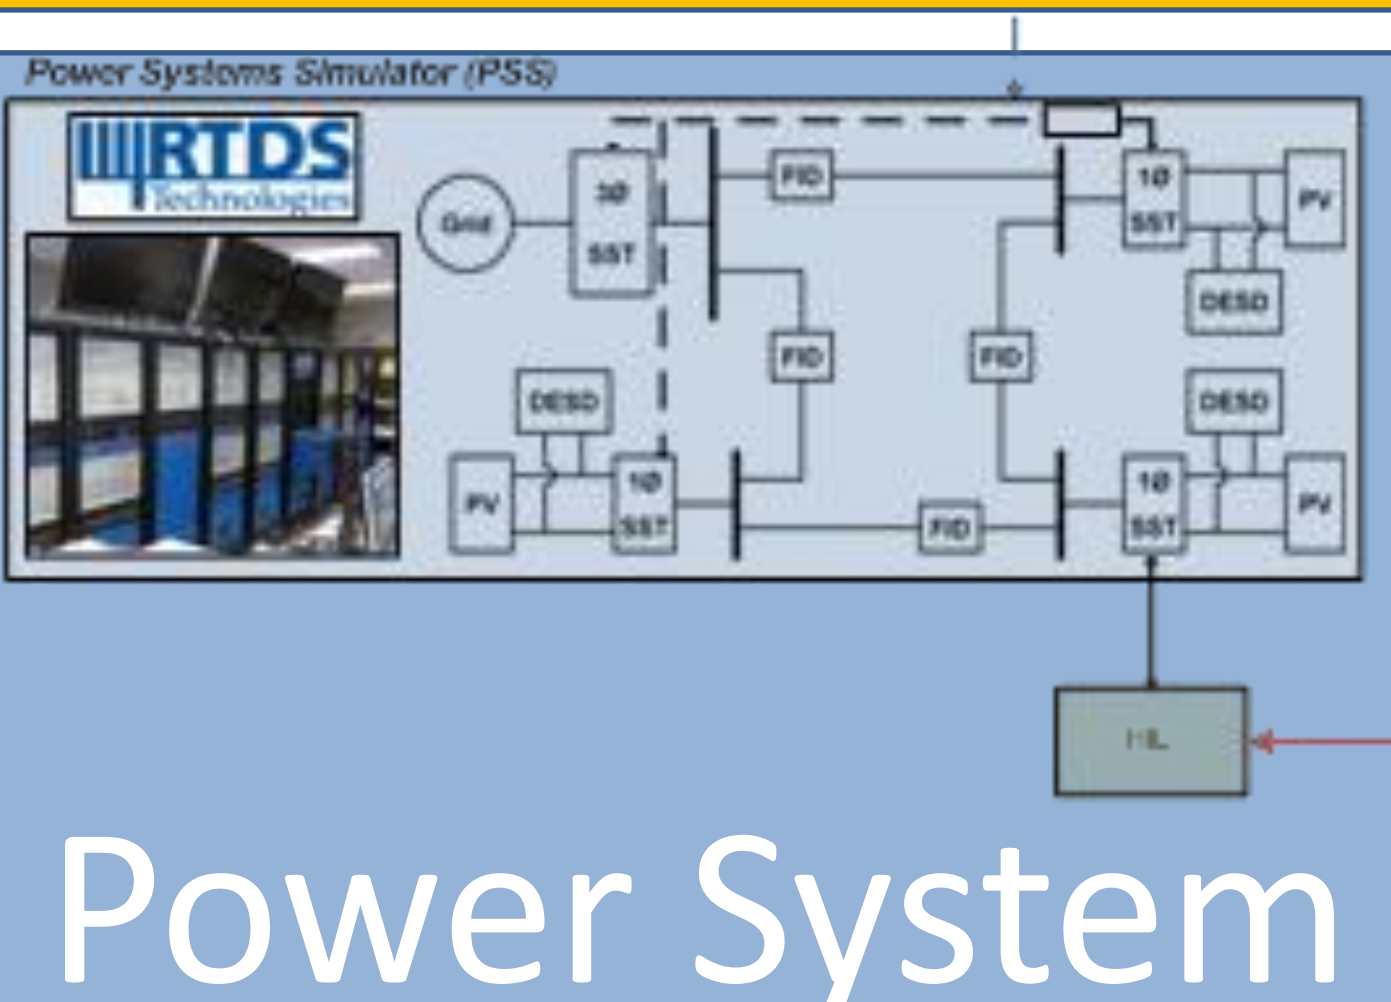 Power Systems Simulator (PSS)
RTDS
Technologies
Grid
3Ø
SST
FID
1Ø
SST
PV
DESD
FID
FID
DESD
PV
1Ø
SST
FID
DESD
1Ø
SST
PV
HIL
Power System